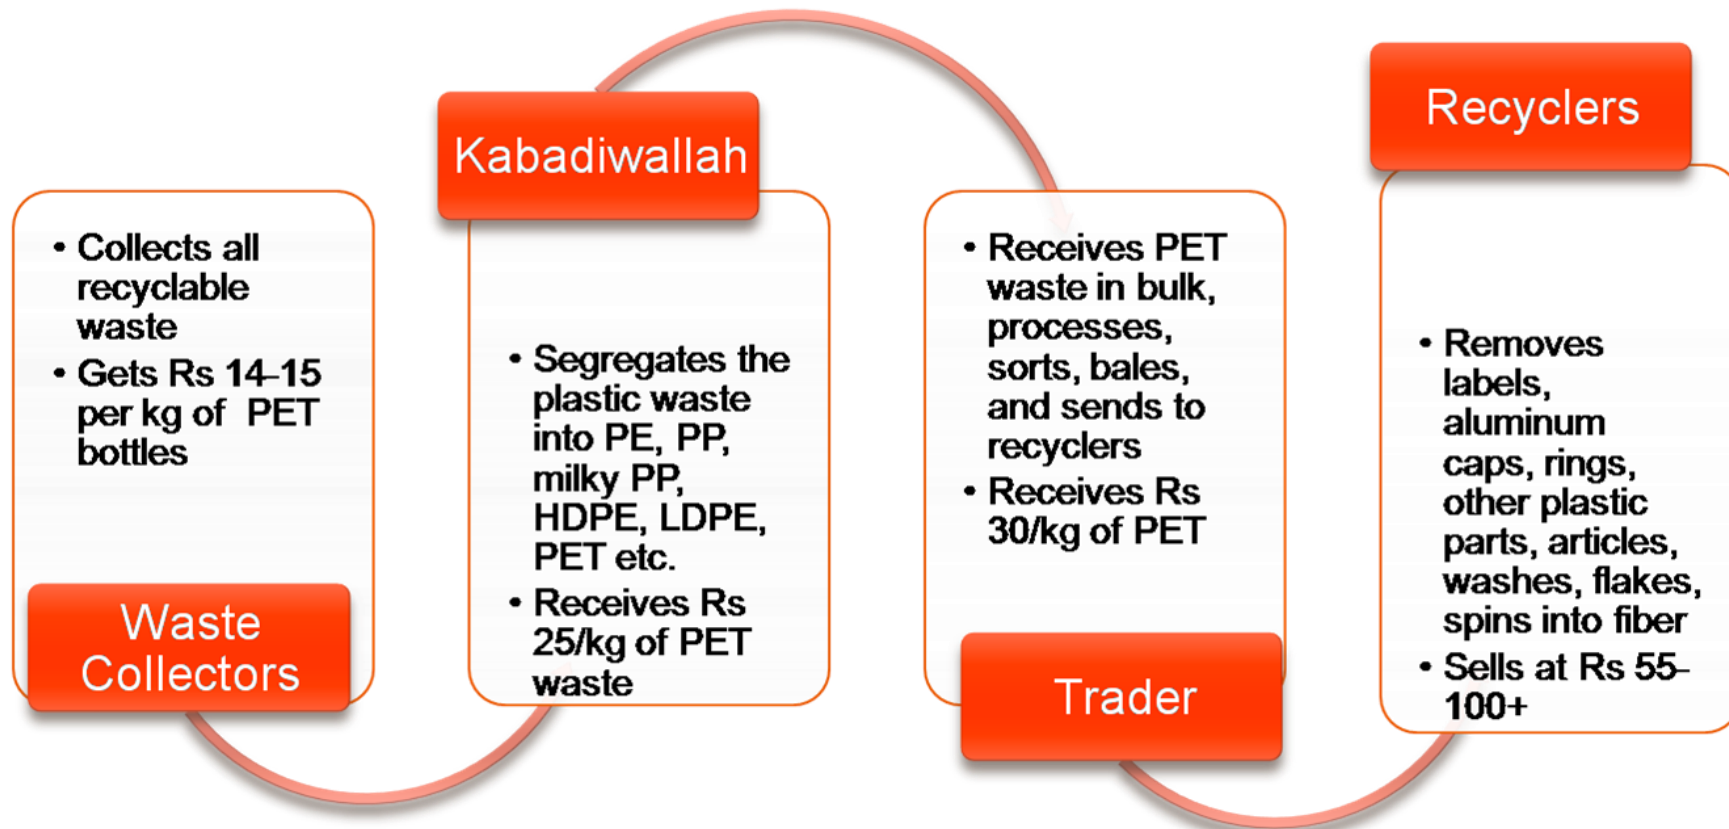 Waste
Collectors
• Collects all
recyclable
waste
• Gets Rs 14–15
per kg of PET
bottles
Kabadiwallah
• Segregates the
plastic waste
into PE, PP,
milky PP,
HDPE, LDPE,
PET etc.
• Receives Rs
25/kg of PET
waste
Trader
• Receives PET
waste in bulk,
processes,
sorts, bales,
and sends to
recyclers
• Receives Rs
30/kg of PET
Recyclers
• Removes
labels,
aluminum
caps, rings,
other plastic
parts, articles,
washes, flakes,
spins into fiber
• Sells at Rs 55–
100+